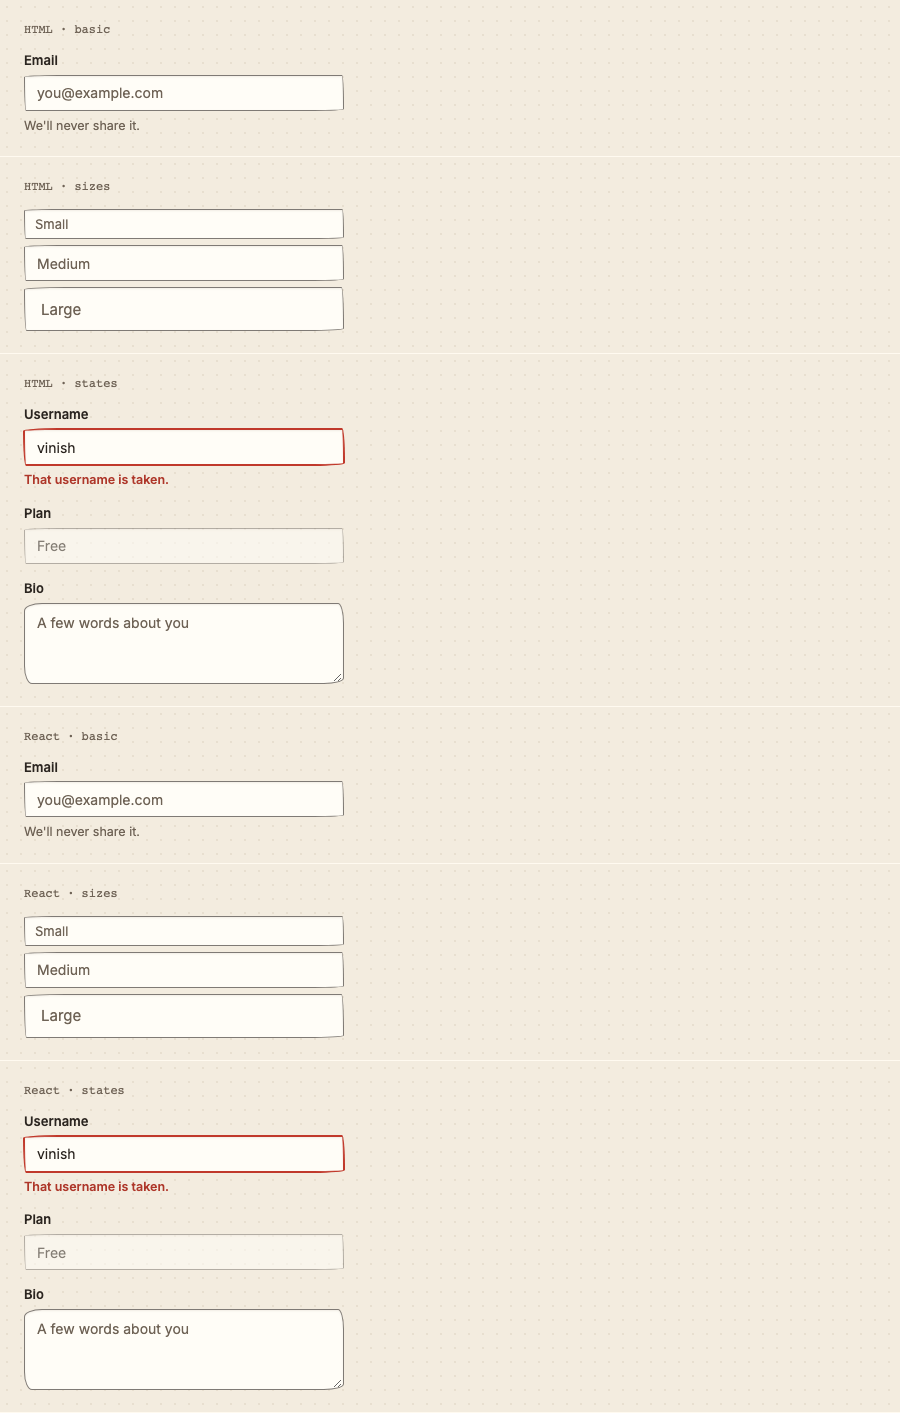 HTML · basic
Email
you@example.com
We'll never share it.
HTML · sizes
Small
Medium
Large
HTML · states
Username
vinish
That username is taken.
Plan
Free
Bio
A few words about you
React · basic
Email
you@example.com
We'll never share it.
React · sizes
Small
Medium
Large
React · states
Username
vinish
That username is taken.
Plan
Free
Bio
A few words about you